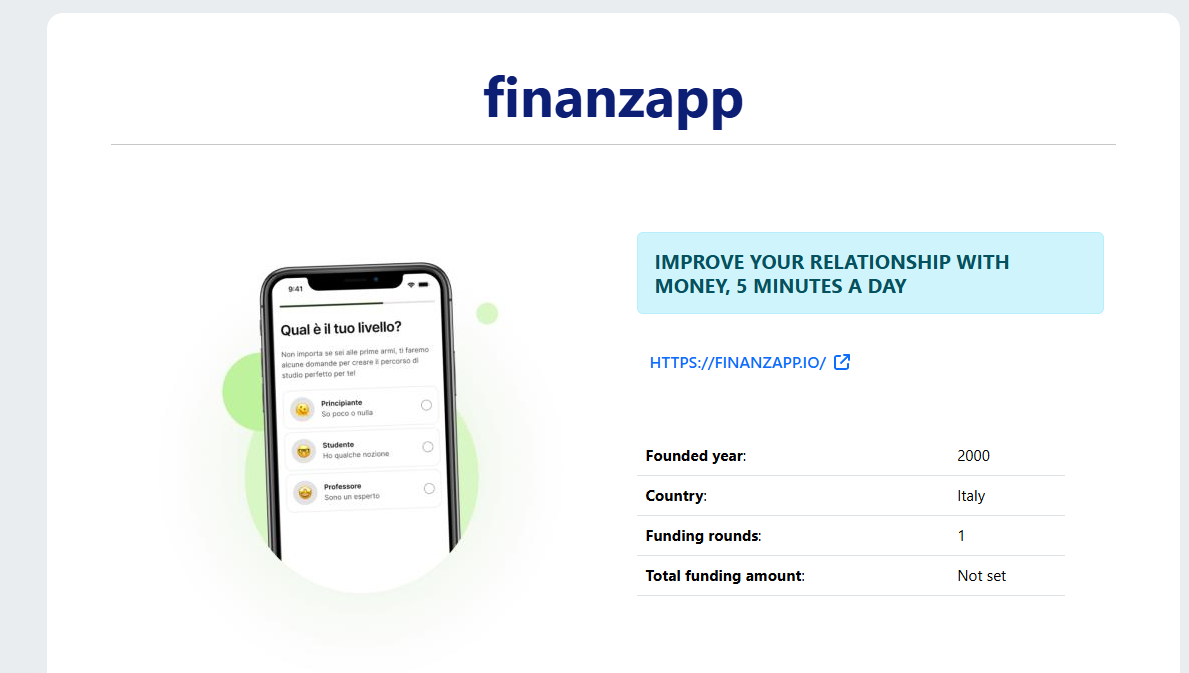 finanzapp
9:41
Qual è il tuo livello?
Non importa se sei alle prime armi, ti faremo
alcune domande per creare il percorso di
studio perfetto per te!
Principiante
So poco o nulla
Studente
Ho qualche nozione
Professore
Sono un esperto
IMPROVE YOUR RELATIONSHIP WITH
MONEY, 5 MINUTES A DAY
HTTPS://FINANZAPP.IO/
Founded year: 2000
Country: Italy
Funding rounds: 1
Total funding amount: Not set